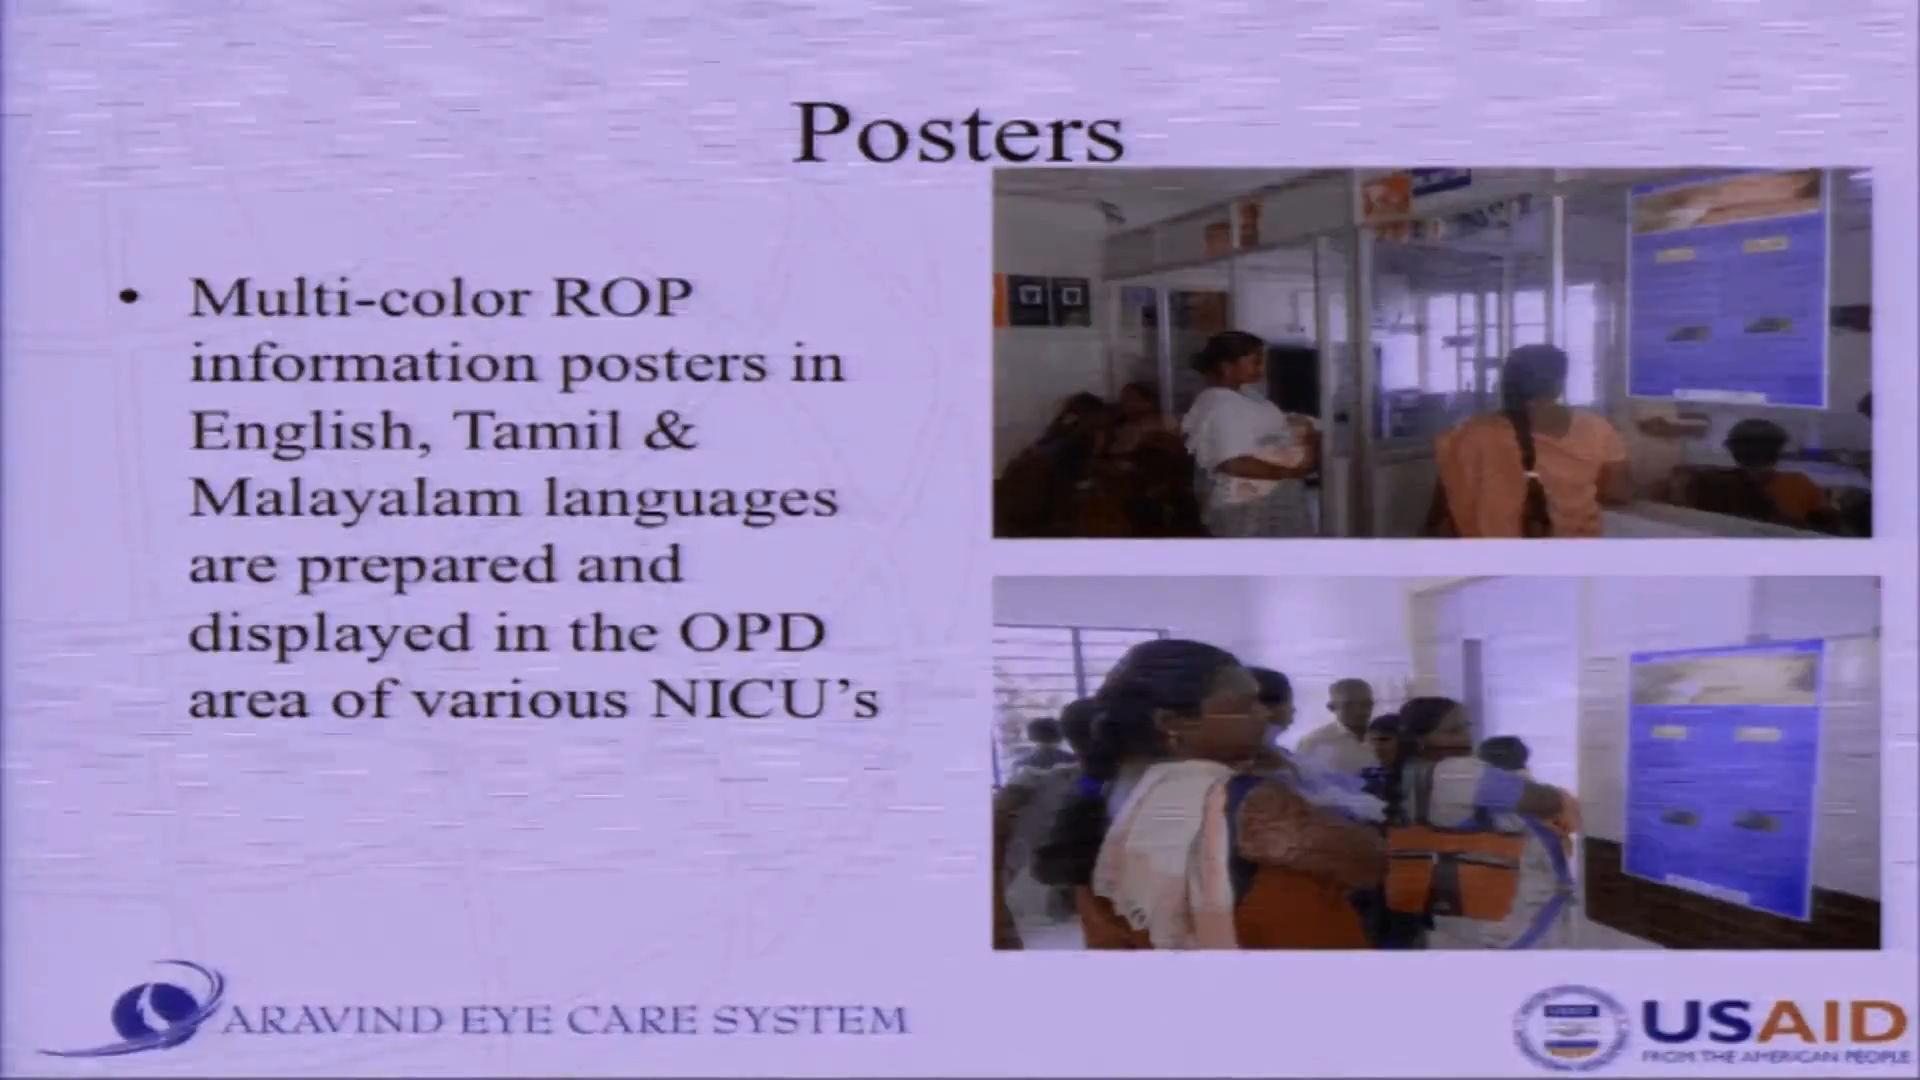 Posters
• Multi-color ROP
information posters in
English, Tamil &
Malayalam languages
are prepared and
displayed in the OPD
area of various NICU's
ARAVIND EYE CARE SYSTEM
USAID
FROM THE AMERICAN PEOPLE